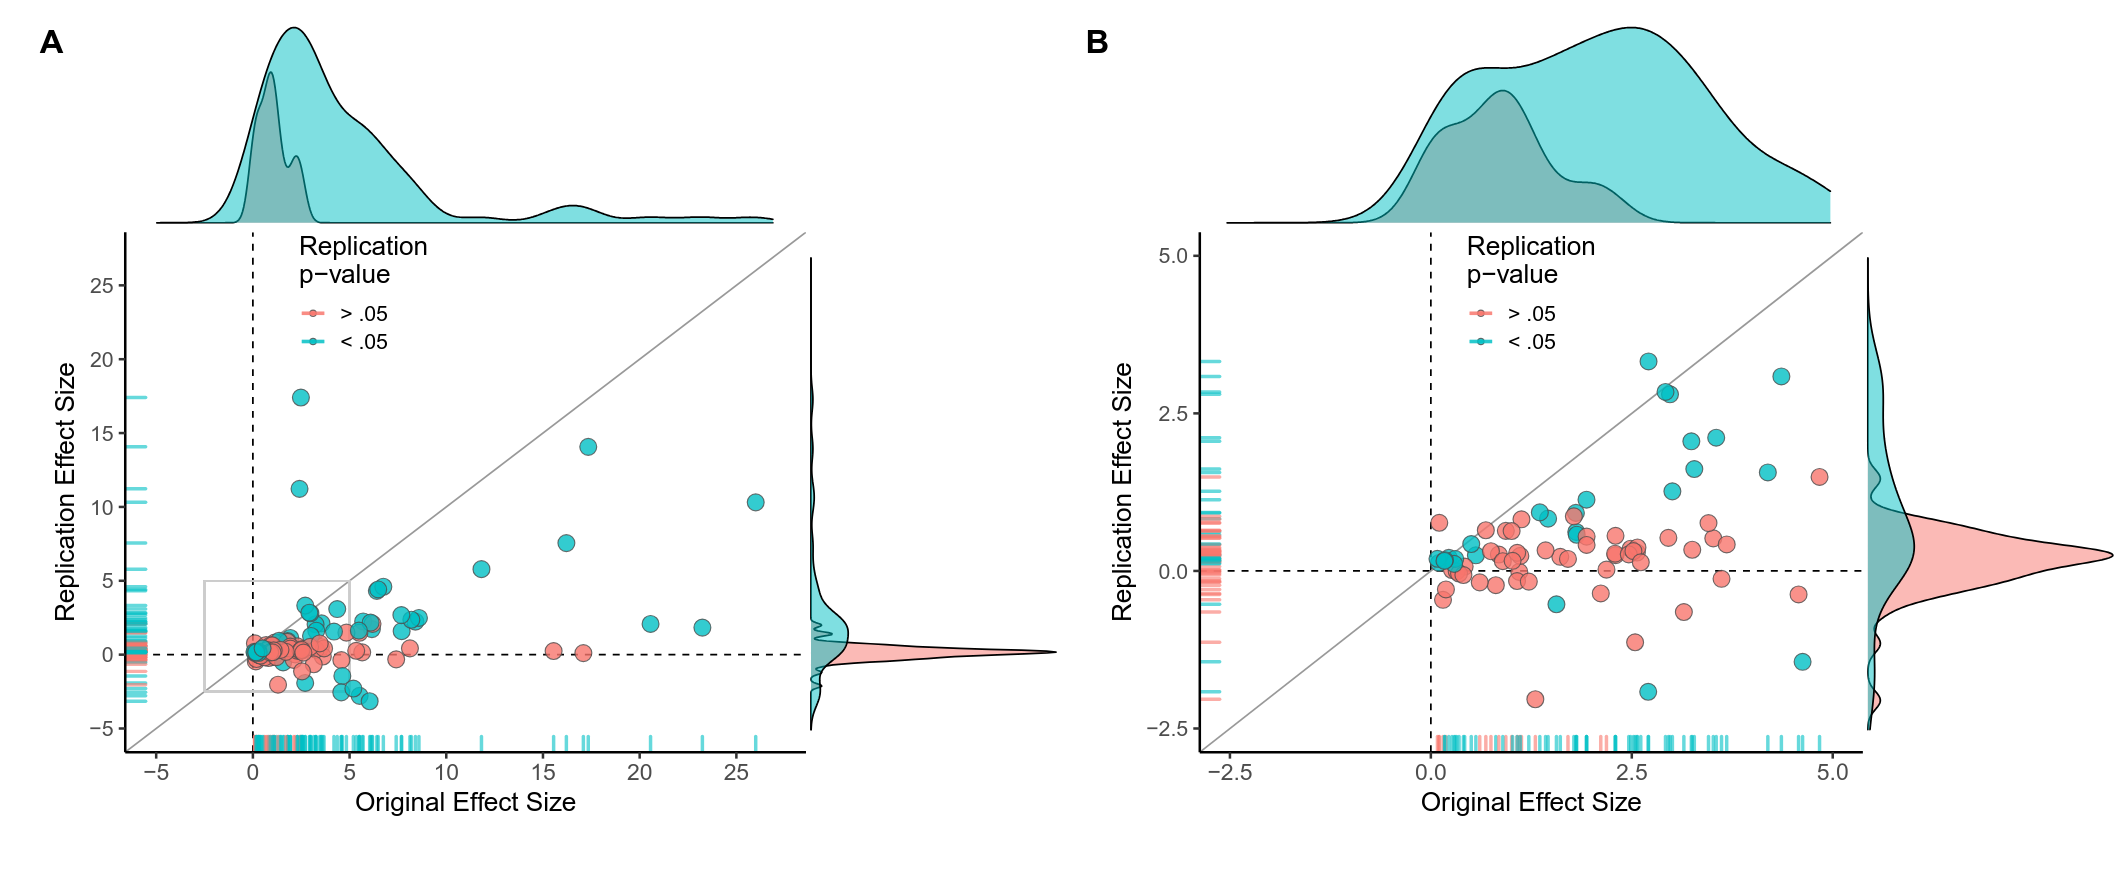 A
Replication
p−value
> .05
< .05
25
20
15
10
5
0
−5
Replication Effect Size
−5
0
5
10
15
20
25
Original Effect Size
B
Replication
p−value
> .05
< .05
5.0
2.5
0.0
−2.5
Replication Effect Size
−2.5
0.0
2.5
5.0
Original Effect Size